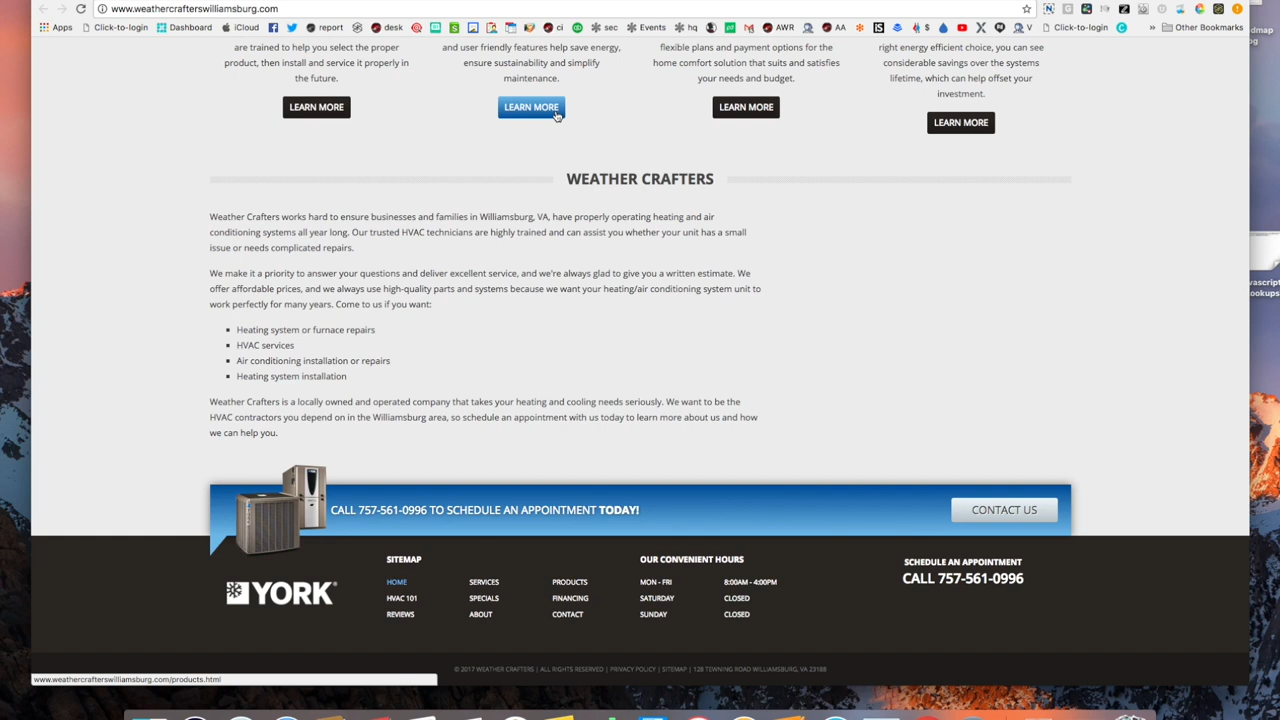 www.weathercrafterswilliamsburg.com
Apps Click-to-login iCloud Dashboard report desk ci sec Events hq AWR AA $ V Click-to-login » Other Bookmarks
are trained to help you select the proper product, then install and service it properly in the future.
LEARN MORE
and user friendly features help save energy, ensure sustainability and simplify maintenance.
LEARN MORE
flexible plans and payment options for the home comfort solution that suits and satisfies your needs and budget.
LEARN MORE
right energy efficient choice, you can see considerable savings over the systems lifetime, which can help offset your investment.
LEARN MORE
WEATHER CRAFTERS
Weather Crafters works hard to ensure businesses and families in Williamsburg, VA, have properly operating heating and air
conditioning systems all year long. Our trusted HVAC technicians are highly trained and can assist you whether your unit has a small
issue or needs complicated repairs.
We make it a priority to answer your questions and deliver excellent service, and we're always glad to give you a written estimate. We
offer affordable prices, and we always use high-quality parts and systems because we want your heating/air conditioning system unit to
work perfectly for many years. Come to us if you want:
Heating system or furnace repairs
HVAC services
Air conditioning installation or repairs
Heating system installation
Weather Crafters is a locally owned and operated company that takes your heating and cooling needs seriously. We want to be the
HVAC contractors you depend on in the Williamsburg area, so schedule an appointment with us today to learn more about us and how
we can help you.
CALL 757-561-0996 TO SCHEDULE AN APPOINTMENT TODAY!
CONTACT US
YORK
SITEMAP
HOME SERVICES PRODUCTS
HVAC 101 SPECIALS FINANCING
REVIEWS ABOUT CONTACT
OUR CONVENIENT HOURS
MON - FRI 8:00AM - 4:00PM
SATURDAY CLOSED
SUNDAY CLOSED
SCHEDULE AN APPOINTMENT
CALL 757-561-0996
© 2017 WEATHER CRAFTERS | ALL RIGHTS RESERVED | PRIVACY POLICY | SITEMAP | 128 TEWNING ROAD WILLIAMSBURG, VA 23188
www.weathercrafterswilliamsburg.com/products.html